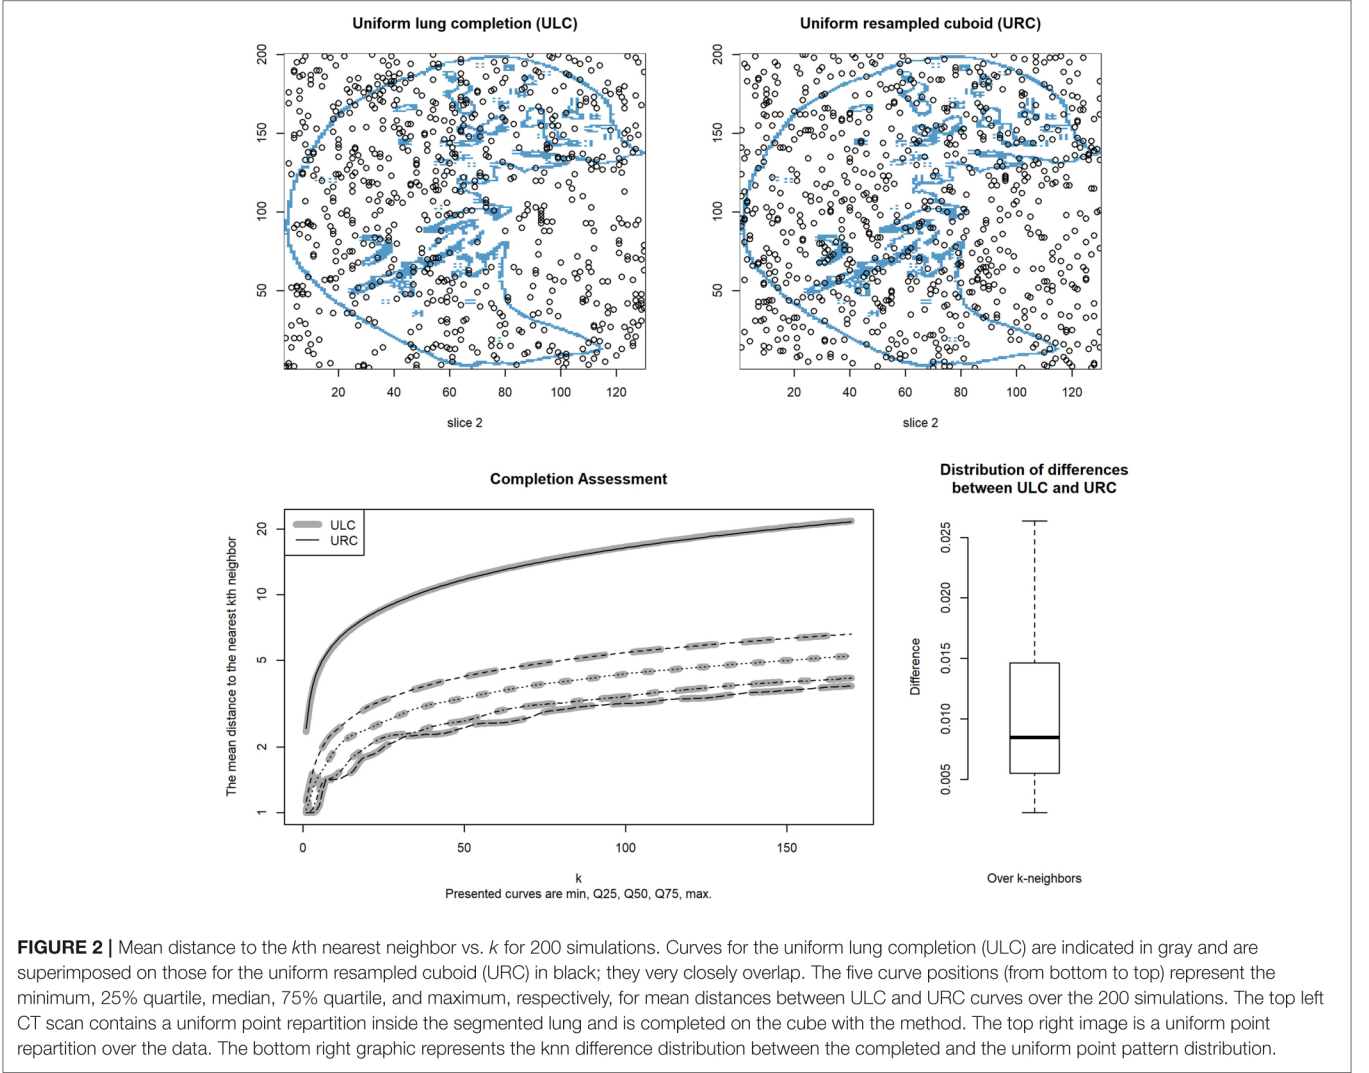 Uniform lung completion (ULC)
Uniform resampled cuboid (URC)
200
150
100
50
20 40 60 80 100 120
slice 2
200
150
100
50
20 40 60 80 100 120
slice 2
Completion Assessment
The mean distance to the nearest kth neighbor
20
10
5
2
1
ULC
URC
0 50 100 150
k
Presented curves are min, Q25, Q50, Q75, max.
Distribution of differences
between ULC and URC
Difference
0.025
0.020
0.015
0.010
0.005
Over k-neighbors
FIGURE 2 | Mean distance to the kth nearest neighbor vs. k for 200 simulations. Curves for the uniform lung completion (ULC) are indicated in gray and are
superimposed on those for the uniform resampled cuboid (URC) in black; they very closely overlap. The five curve positions (from bottom to top) represent the
minimum, 25% quartile, median, 75% quartile, and maximum, respectively, for mean distances between ULC and URC curves over the 200 simulations. The top left
CT scan contains a uniform point repartition inside the segmented lung and is completed on the cube with the method. The top right image is a uniform point
repartition over the data. The bottom right graphic represents the knn difference distribution between the completed and the uniform point pattern distribution.